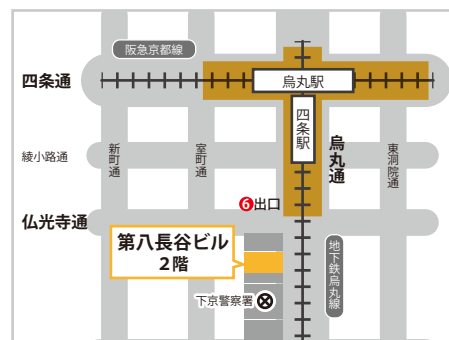 阪急京都線
四条通
烏丸駅
四条駅
烏丸通
新町通
室町通
東洞院通
綾小路通
❻出口
仏光寺通
第八長谷ビル
2階
地下鉄烏丸線
下京警察署